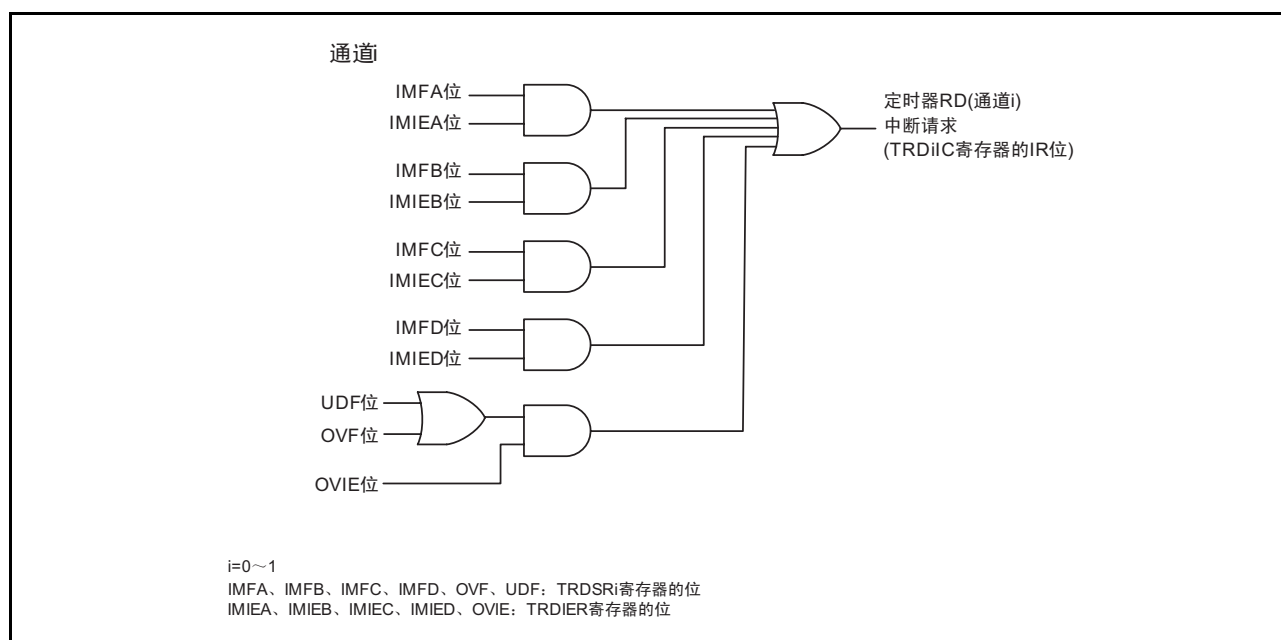 通道i
IMFA位
IMIEA位
IMFB位
IMIEB位
IMFC位
IMIEC位
IMFD位
IMIED位
UDF位
OVF位
OVIE位
定时器RD(通道i)
中断请求
(TRDiIC寄存器的IR位)
i=0～1
IMFA、IMFB、IMFC、IMFD、OVF、UDF：TRDSRi寄存器的位
IMIEA、IMIEB、IMIEC、IMIED、OVIE：TRDIER寄存器的位